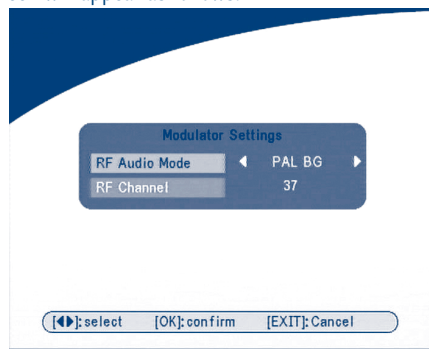 Modulator Settings
RF Audio Mode ◀ PAL BG ▶
RF Channel 37
[◀▶]: select [OK]: confirm [EXIT]: Cancel